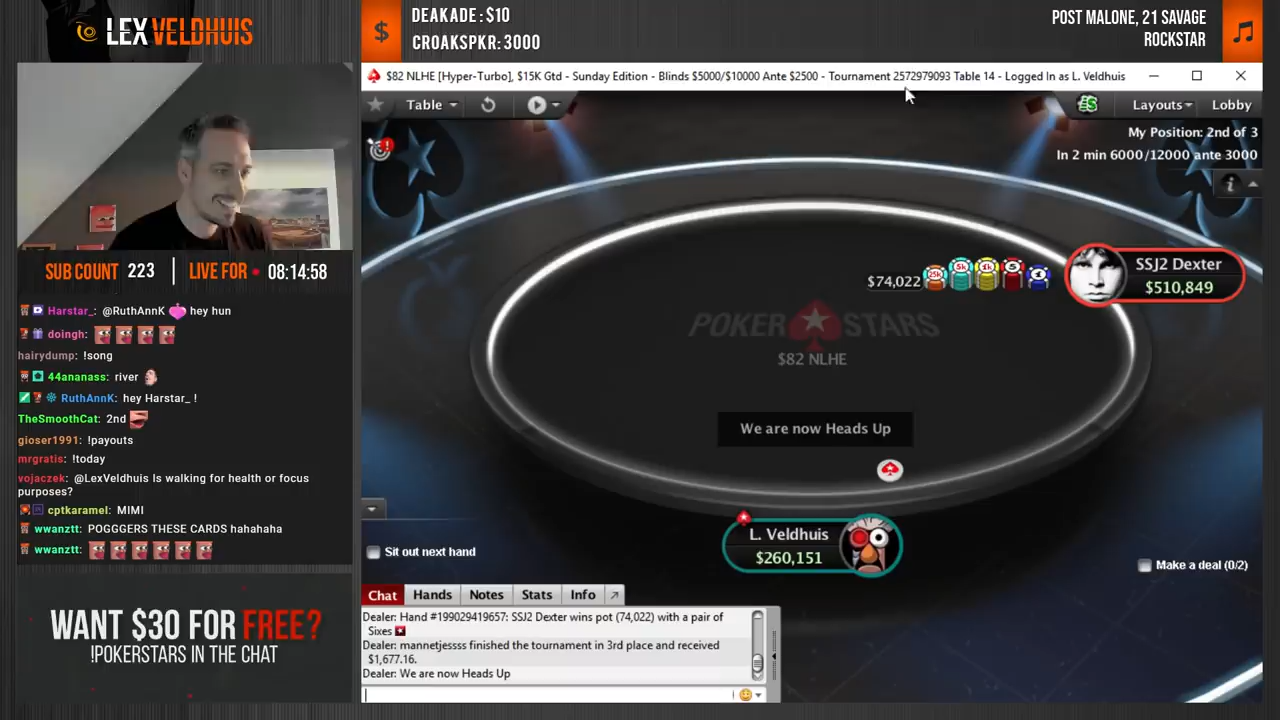 LEX VELDHUIS
$
DEAKADE : $10
CROAKSPKR: 3000
POST MALONE, 21 SAVAGE
ROCKSTAR
$82 NLHE [Hyper-Turbo], $15K Gtd - Sunday Edition - Blinds $5000/$10000 Ante $2500 - Tournament 2572979093 Table 14 - Logged In as L. Veldhuis
Table
Layouts
Lobby
My Position: 2nd of 3
In 2 min 6000/12000 ante 3000
SUB COUNT 223
LIVE FOR 08:14:58
Harstar_: @RuthAnnK hey hun
doingh:
hairydump: !song
44ananass: river
RuthAnnK: hey Harstar_ !
TheSmoothCat: 2nd
gioser1991: !payouts
mrgratis: !today
vojaczek: @LexVeldhuis Is walking for health or focus
purposes?
cptkaramel: MIMI
wwanztt: POGGGERS THESE CARDS hahahaha
wwanztt:
WANT $30 FOR FREE?
!POKERSTARS IN THE CHAT
SSJ2 Dexter
$510,849
$74,022
25k
5k
1k
5
1
POKER STARS
$82 NLHE
We are now Heads Up
L. Veldhuis
$260,151
Sit out next hand
Make a deal (0/2)
Chat
Hands
Notes
Stats
Info
Dealer: Hand #199029419657: SSJ2 Dexter wins pot (74,022) with a pair of
Sixes
Dealer: mannetjessss finished the tournament in 3rd place and received
$1,677.16.
Dealer: We are now Heads Up